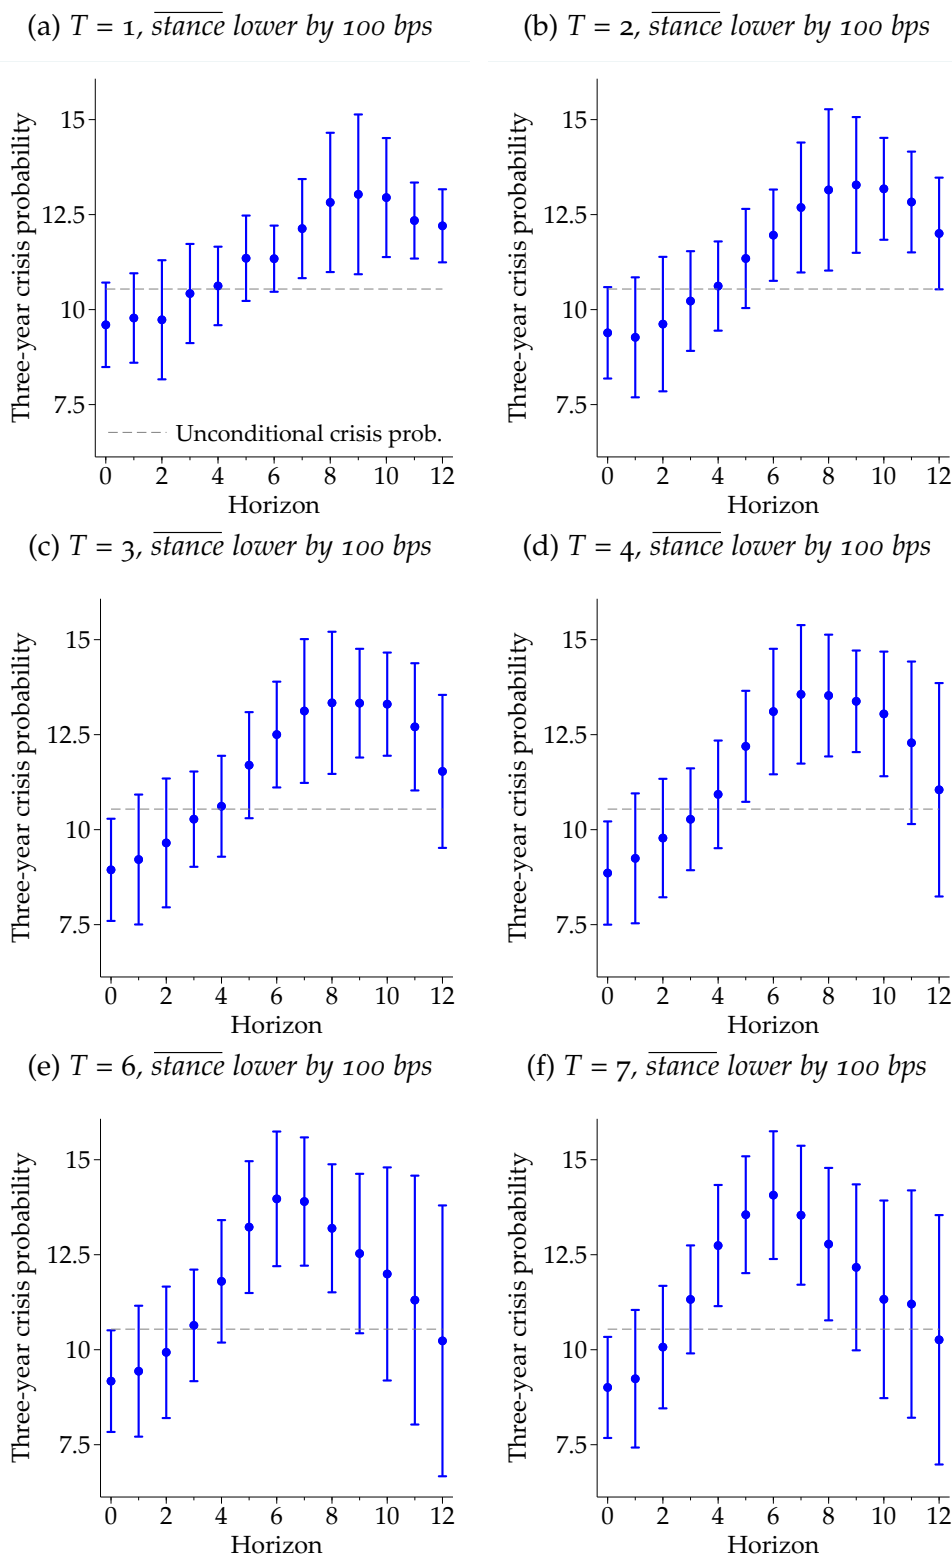 (a) T = 1, stance lower by 100 bps
(b) T = 2, stance lower by 100 bps
Three-year crisis probability
15
12.5
10
7.5
Unconditional crisis prob.
0 2 4 6 8 10 12
Horizon
Three-year crisis probability
15
12.5
10
7.5
0 2 4 6 8 10 12
Horizon
(c) T = 3, stance lower by 100 bps
(d) T = 4, stance lower by 100 bps
Three-year crisis probability
15
12.5
10
7.5
0 2 4 6 8 10 12
Horizon
Three-year crisis probability
15
12.5
10
7.5
0 2 4 6 8 10 12
Horizon
(e) T = 6, stance lower by 100 bps
(f) T = 7, stance lower by 100 bps
Three-year crisis probability
15
12.5
10
7.5
0 2 4 6 8 10 12
Horizon
Three-year crisis probability
15
12.5
10
7.5
0 2 4 6 8 10 12
Horizon